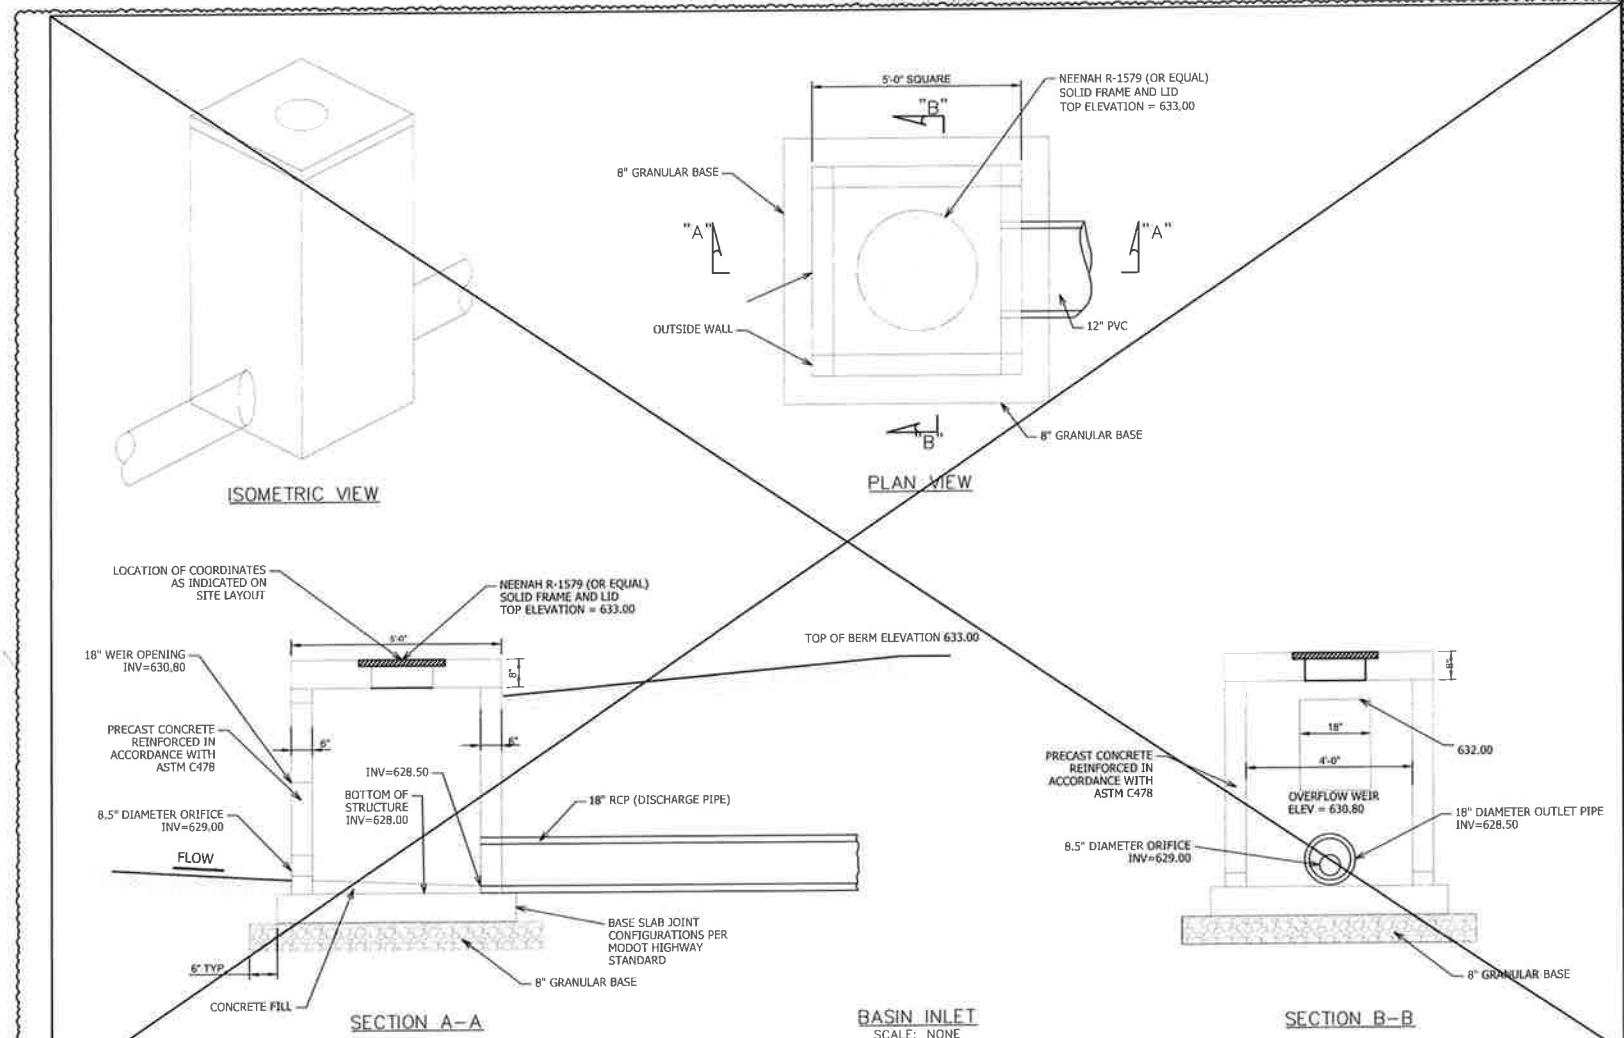 5'-0" SQUARE
NEENAH R-1579 (OR EQUAL)
SOLID FRAME AND LID
TOP ELEVATION = 633.00
"B"
8" GRANULAR BASE
"A"
"A"
OUTSIDE WALL
12" PVC
"B"
8" GRANULAR BASE
ISOMETRIC VIEW
PLAN VIEW
LOCATION OF COORDINATES
AS INDICATED ON
SITE LAYOUT
NEENAH R-1579 (OR EQUAL)
SOLID FRAME AND LID
TOP ELEVATION = 633.00
5'-0"
TOP OF BERM ELEVATION 633.00
18" WEIR OPENING
INV=630.80
8"
PRECAST CONCRETE
REINFORCED IN
ACCORDANCE WITH
ASTM C478
6"
6"
INV=628.50
BOTTOM OF
STRUCTURE
INV=628.00
18" RCP (DISCHARGE PIPE)
8.5" DIAMETER ORIFICE
INV=629.00
FLOW
BASE SLAB JOINT
CONFIGURATIONS PER
MODOT HIGHWAY
STANDARD
6" TYP
8" GRANULAR BASE
CONCRETE FILL
SECTION A-A
8"
18"
632.00
PRECAST CONCRETE
REINFORCED IN
ACCORDANCE WITH
ASTM C478
4'-0"
OVERFLOW WEIR
ELEV = 630.80
18" DIAMETER OUTLET PIPE
INV=628.50
8.5" DIAMETER ORIFICE
INV=629.00
8" GRANULAR BASE
SECTION B-B
BASIN INLET
SCALE: NONE